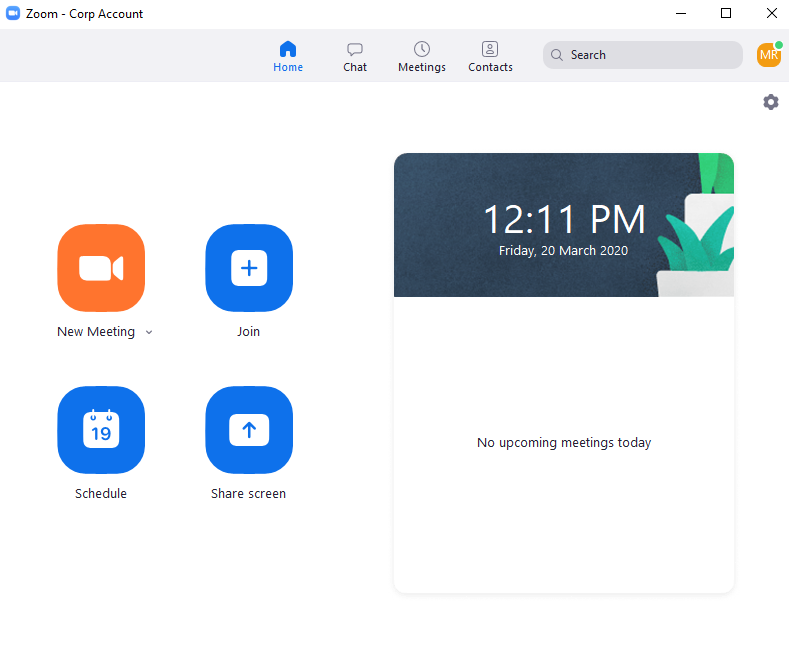 Zoom - Corp Account
Home
Chat
Meetings
Contacts
Search
MR
12:11 PM
Friday, 20 March 2020
New Meeting
Join
19
Schedule
Share screen
No upcoming meetings today